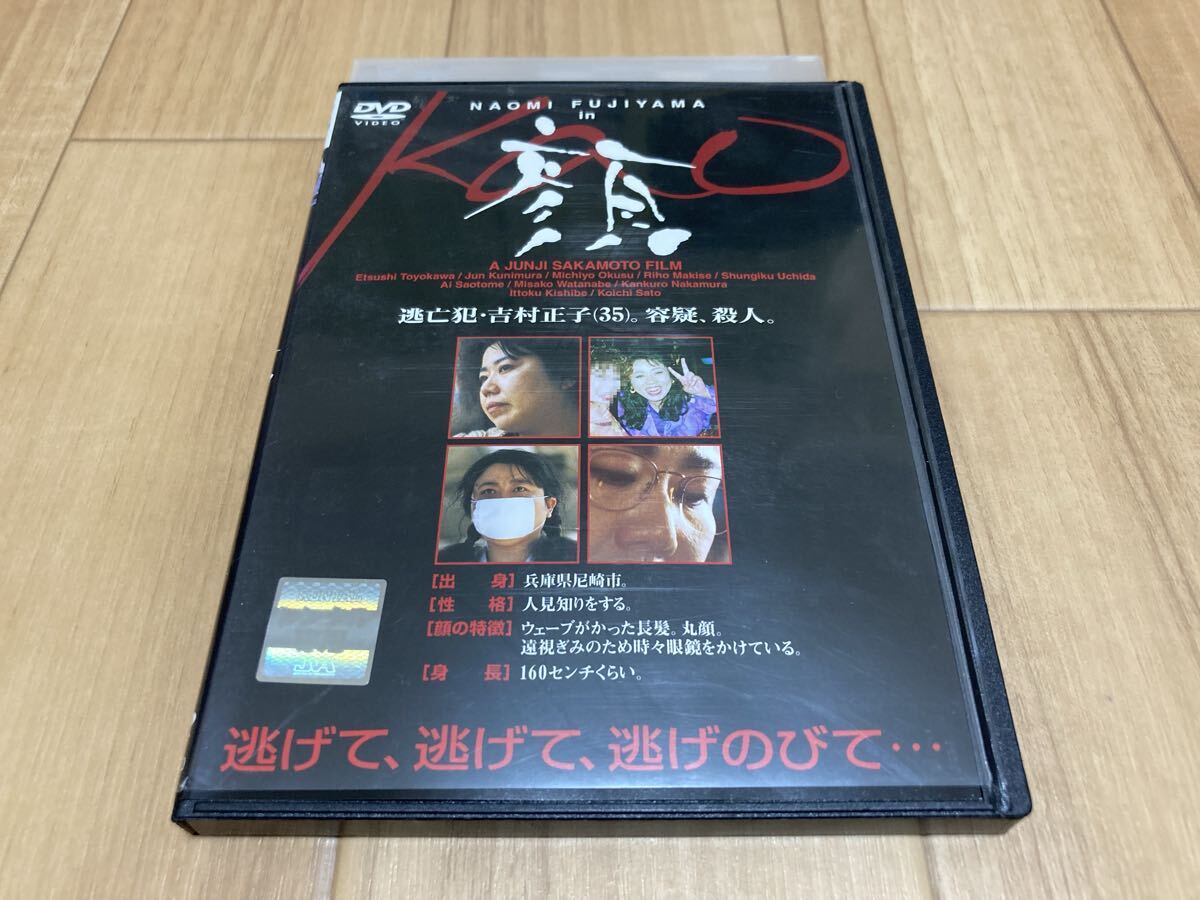 DVD
VIDEO
NAOMI FUJIYAMA
in
KAO
顔
A JUNJI SAKAMOTO FILM
Etsushi Toyokawa / Jun Kunimura / Michiyo Okusu / Riho Makise / Shungiku Uchida
Ai Saotome / Misako Watanabe / Kankuro Nakamura
Ittoku Kishibe / Koichi Sato
逃亡犯・吉村正子(35)。容疑、殺人。
[出 身] 兵庫県尼崎市。
[性 格] 人見知りをする。
[顔の特徴] ウェーブがかった長髪。丸顔。
遠視ぎみのため時々眼鏡をかけている。
[身 長] 160センチくらい。
逃げて、逃げて、逃げのびて…